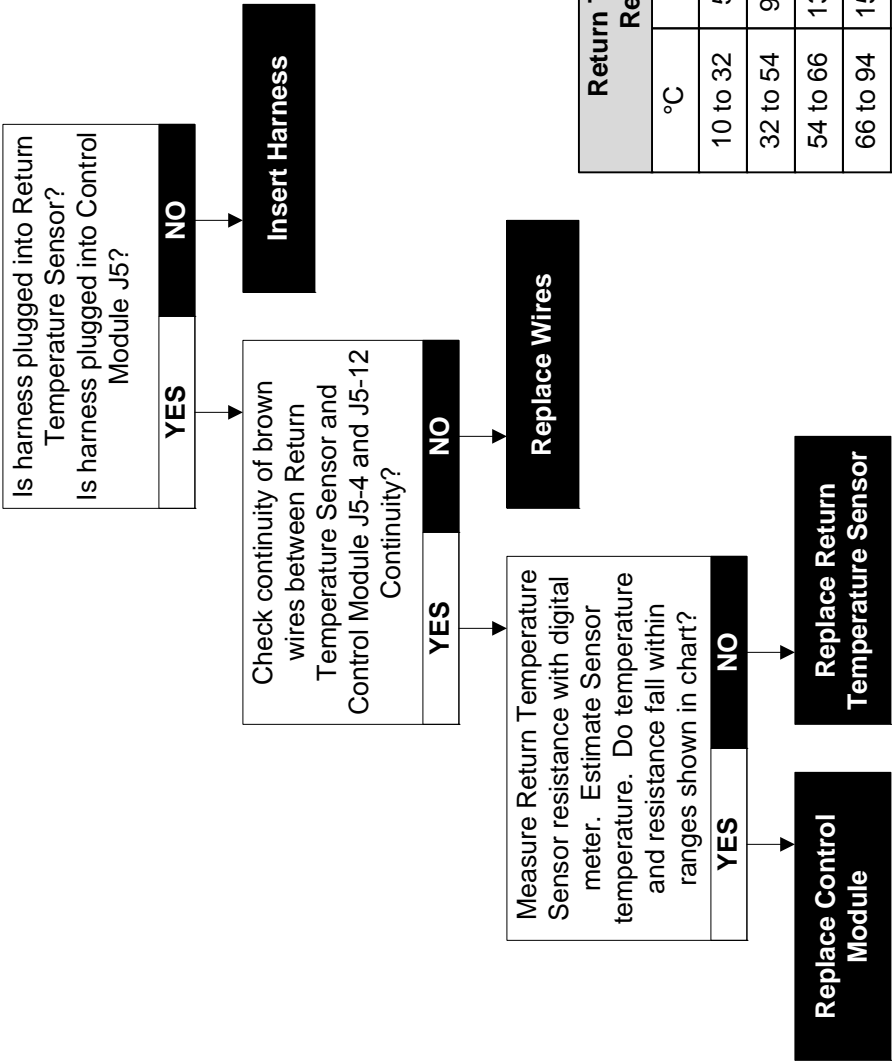 Is harness plugged into Return
Temperature Sensor?
Is harness plugged into Control
Module J5?
YES
NO
Insert Harness
Check continuity of brown
wires between Return
Temperature Sensor and
Control Module J5-4 and J5-12
Continuity?
YES
NO
Replace Wires
Measure Return Temperature
Sensor resistance with digital
meter. Estimate Sensor
temperature. Do temperature
and resistance fall within
ranges shown in chart?
YES
NO
Replace Control
Module
Replace Return
Temperature Sensor
Return
°C
10 to 32
32 to 54
54 to 66
66 to 94